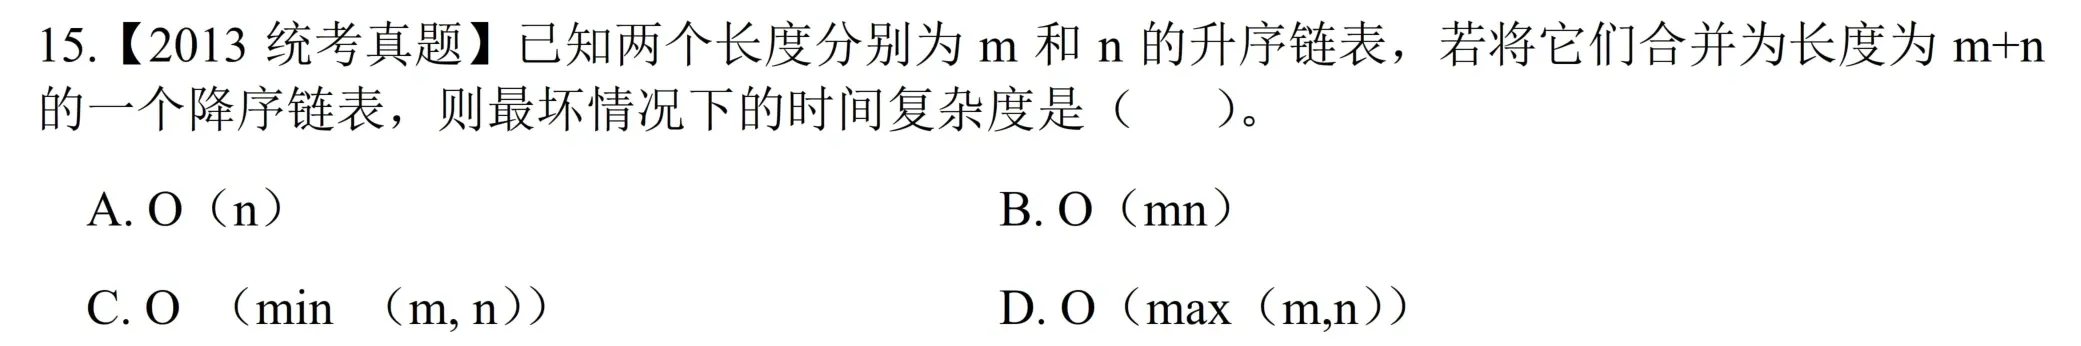 15.【2013 统考真题】已知两个长度分别为 m 和 n 的升序链表，若将它们合并为长度为 m+n
的一个降序链表，则最坏情况下的时间复杂度是（　　）。
A. O（n）
B. O（mn）
C. O （min （m, n））
D. O（max（m,n））